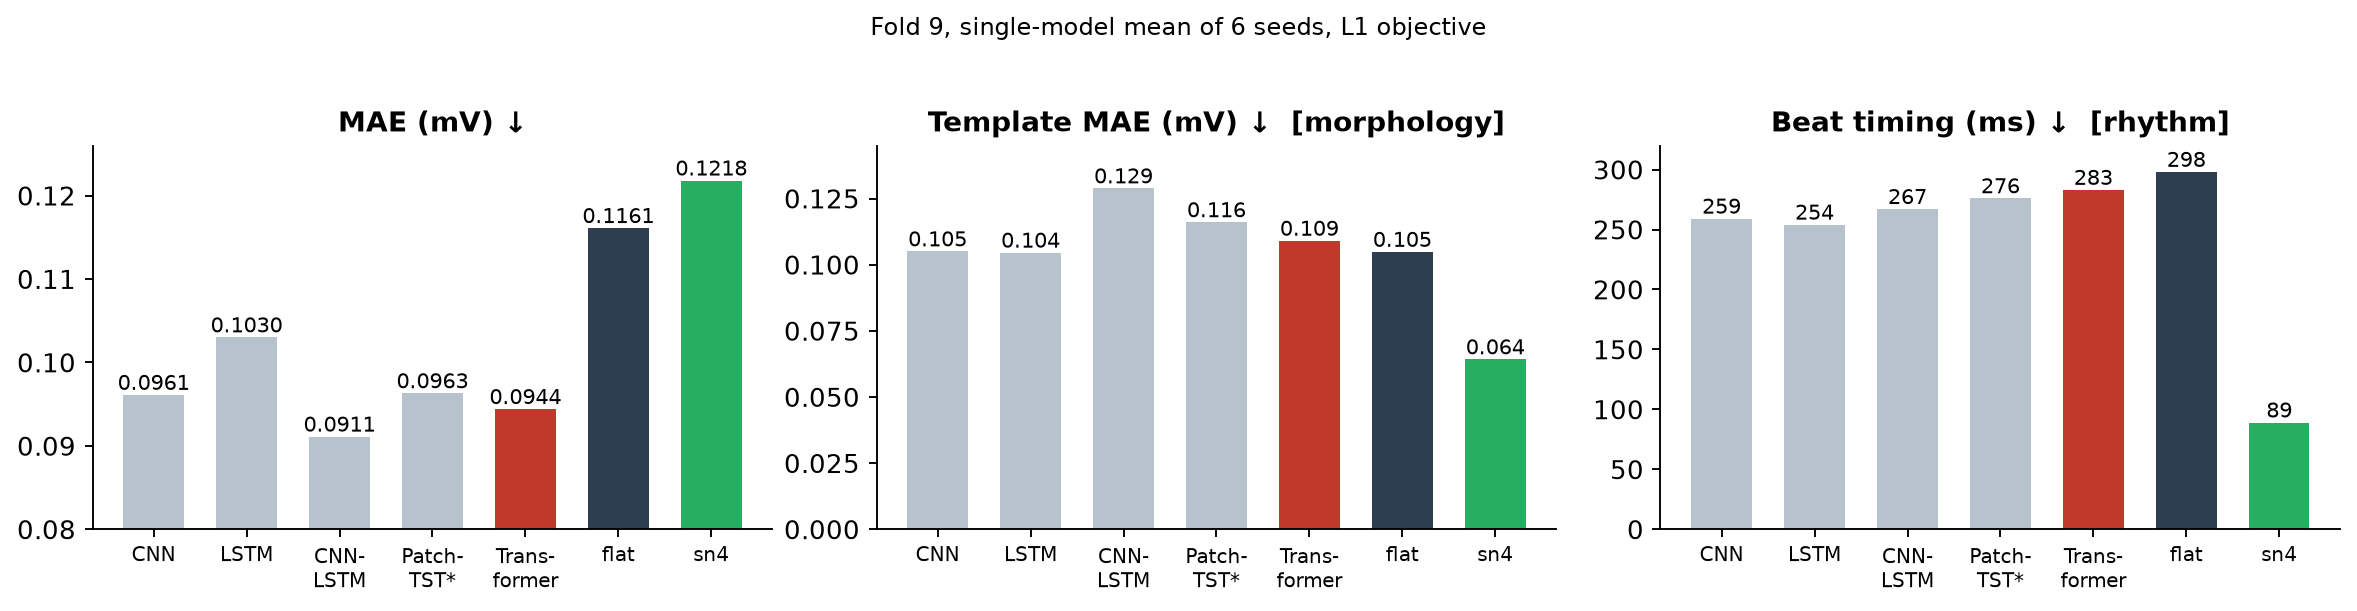 Fold 9, single-model mean of 6 seeds, L1 objective
MAE (mV) ↓
0.12
0.11
0.10
0.09
0.08
0.0961
0.1030
0.0911
0.0963
0.0944
0.1161
0.1218
CNN
LSTM
CNN-
LSTM
Patch-
TST*
Trans-
former
flat
sn4
Template MAE (mV) ↓ [morphology]
0.125
0.100
0.075
0.050
0.025
0.000
0.105
0.104
0.129
0.116
0.109
0.105
0.064
CNN
LSTM
CNN-
LSTM
Patch-
TST*
Trans-
former
flat
sn4
Beat timing (ms) ↓ [rhythm]
300
250
200
150
100
50
0
259
254
267
276
283
298
89
CNN
LSTM
CNN-
LSTM
Patch-
TST*
Trans-
former
flat
sn4